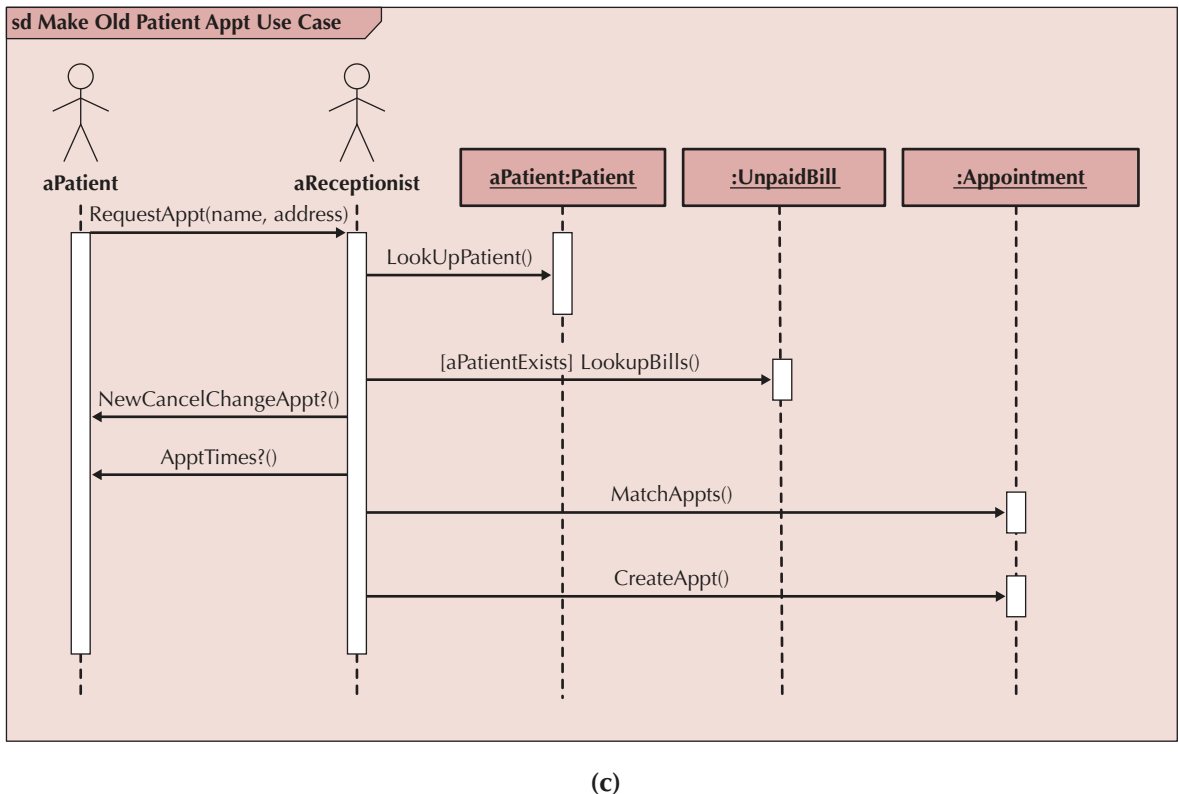 sd Make Old Patient Appt Use Case
aPatient
aReceptionist
aPatient:Patient
:UnpaidBill
:Appointment
RequestAppt(name, address)
LookUpPatient()
[aPatientExists] LookupBills()
NewCancelChangeAppt?()
ApptTimes?()
MatchAppts()
CreateAppt()
(c)